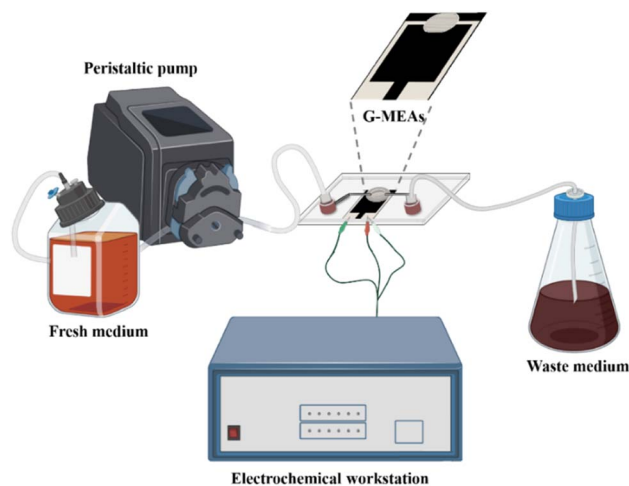 Peristaltic pump
G-MEAs
Fresh medium
Waste medium
Electrochemical workstation